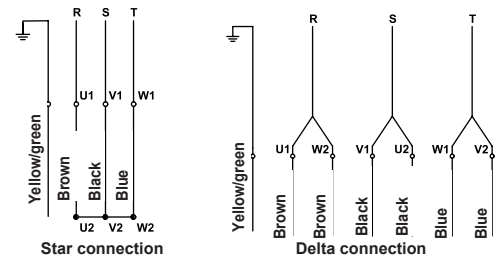 R S T
U1 V1 W1
Yellow/green
Brown
Black
Blue
U2 V2 W2
Star connection
R S T
U1 W2 V1 U2 W1 V2
Yellow/green
Brown
Brown
Black
Black
Blue
Blue
Delta connection